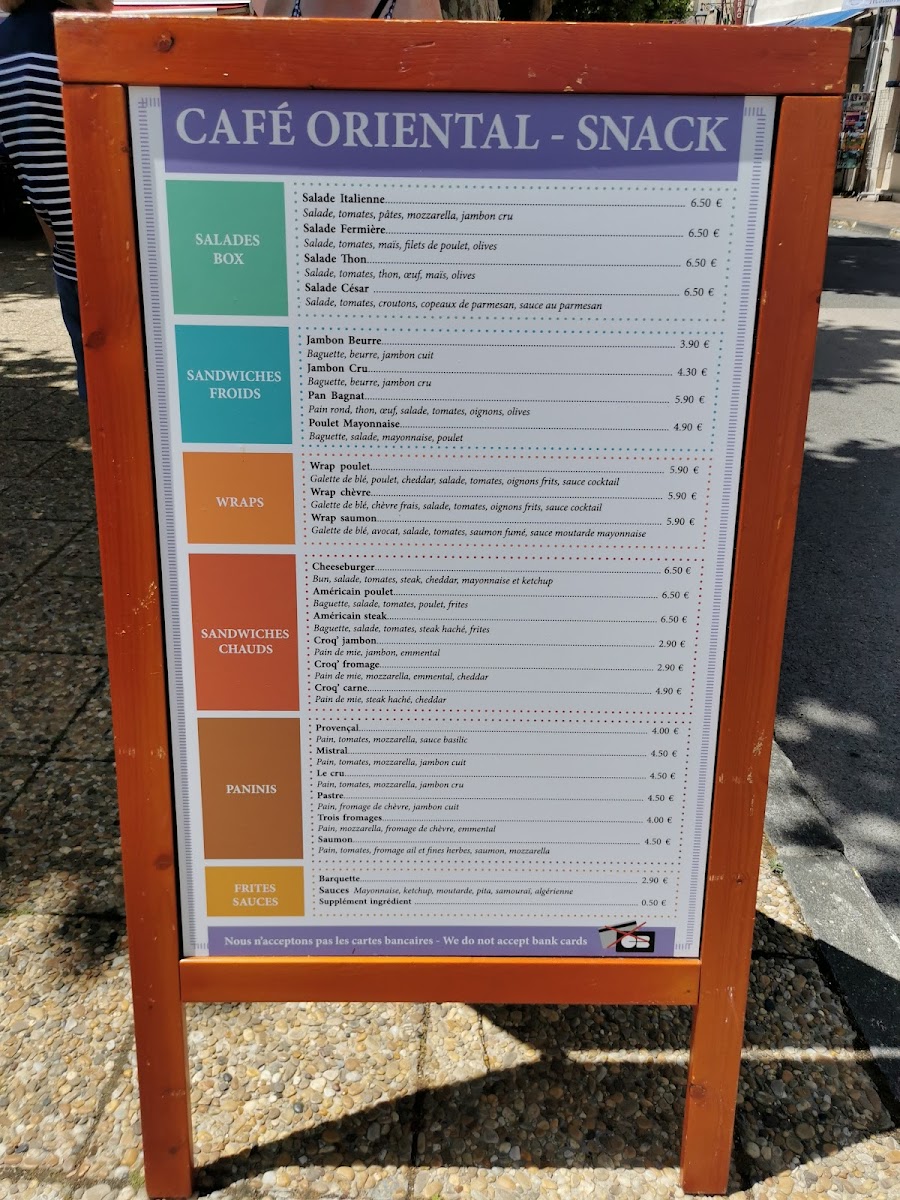 CAFÉ ORIENTAL - SNACK
SALADES
BOX
Salade Italienne 6.50 €
Salade, tomates, pâtes, mozzarella, jambon cru
Salade Fermière 6.50 €
Salade, tomates, maïs, filets de poulet, olives
Salade Thon 6.50 €
Salade, tomates, thon, œuf, maïs, olives
Salade César 6.50 €
Salade, tomates, croutons, copeaux de parmesan, sauce au parmesan
SANDWICHES
FROIDS
Jambon Beurre 3.90 €
Baguette, beurre, jambon cuit
Jambon Cru 4.30 €
Baguette, beurre, jambon cru
Pan Bagnat 5.90 €
Pain rond, thon, œuf, salade, tomates, oignons, olives
Poulet Mayonnaise 4.90 €
Baguette, salade, mayonnaise, poulet
WRAPS
Wrap poulet 5.90 €
Galette de blé, poulet, cheddar, salade, tomates, oignons frits, sauce cocktail
Wrap chèvre 5.90 €
Galette de blé, chèvre frais, salade, tomates, oignons frits, sauce cocktail
Wrap saumon 5.90 €
Galette de blé, avocat, salade, tomates, saumon fumé, sauce moutarde mayonnaise
SANDWICHES
CHAUDS
Cheeseburger 6.50 €
Bun, salade, tomates, steak, cheddar, mayonnaise et ketchup
Américain poulet 6.50 €
Baguette, salade, tomates, poulet, frites
Américain steak 6.50 €
Baguette, salade, tomates, steak haché, frites
Croq' jambon 2.90 €
Pain de mie, jambon, emmental
Croq' fromage 2.90 €
Pain de mie, mozzarella, emmental, cheddar
Croq' carne 4.90 €
Pain de mie, steak haché, cheddar
PANINIS
Provençal 4.00 €
Pain, tomates, mozzarella, sauce basilic
Mistral 4.50 €
Pain, tomates, mozzarella, jambon cuit
Le cru 4.50 €
Pain, tomates, mozzarella, jambon cru
Pastre 4.50 €
Pain, fromage de chèvre, jambon cuit
Trois fromages 4.00 €
Pain, mozzarella, fromage de chèvre, emmental
Saumon 4.50 €
Pain, tomates, fromage ail et fines herbes, saumon, mozzarella
FRITES
SAUCES
Barquette 2.90 €
Sauces Mayonnaise, ketchup, moutarde, pita, samouraï, algérienne
Supplément ingrédient 0.50 €
Nous n'acceptons pas les cartes bancaires - We do not accept bank cards
CB